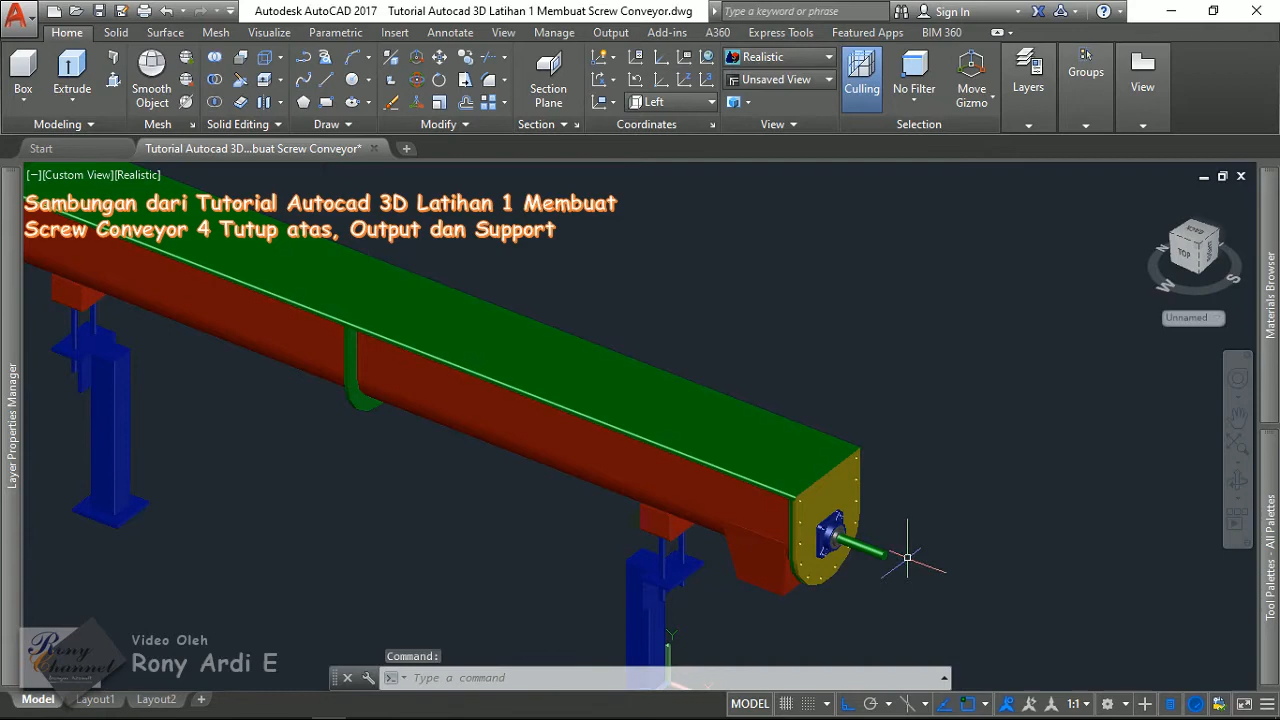 Autodesk AutoCAD 2017 Tutorial AutoCAD 3D Latihan 1 Membuat Screw Conveyor.dwg
Type a keyword or phrase
Sign In
Home Solid Surface Mesh Visualize Parametric Insert Annotate View Manage Output Add-ins A360 Express Tools Featured Apps BIM 360
Realistic
Unsaved View
Left
Box Extrude Smooth Object Section Plane Culling No Filter Move Gizmo Layers Groups View
Modeling Mesh Solid Editing Draw Modify Section Coordinates View Selection
Start Tutorial Autocad 3D...buat Screw Conveyor*
[−][Custom View][Realistic]
Sambungan dari Tutorial Autocad 3D Latihan 1 Membuat
Screw Conveyor 4 Tutup atas, Output dan Support
TOP
W
S
Unnamed
Layer Properties Manager
Materials Browser
Tool Palettes - All Palettes
Y
Video Oleh
Rony Ardi E
Rony
Channel
Command:
Type a command
Model Layout1 Layout2
MODEL
1:1